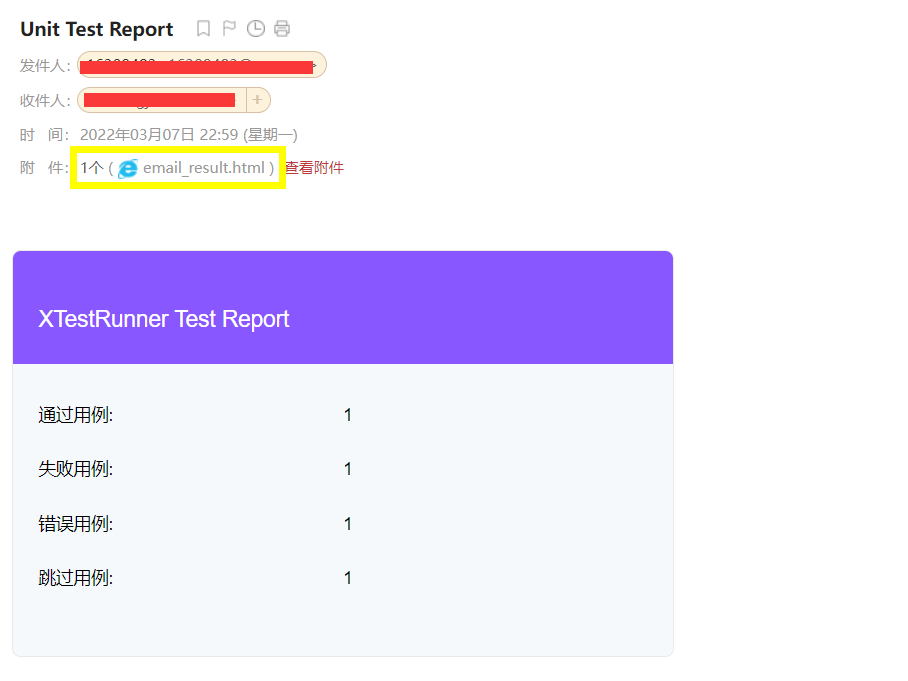 Unit Test Report
发件人：
收件人： +
时 间： 2022年03月07日 22:59 (星期一)
附 件： 1个 ( email_result.html ) 查看附件
XTestRunner Test Report
通过用例: 1
失败用例: 1
错误用例: 1
跳过用例: 1